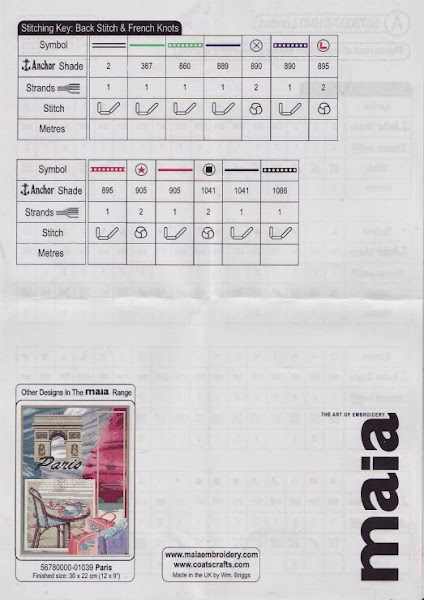 Stitching Key: Back Stitch & French Knots
Symbol
Anchor Shade 2 387 860 889 890 890 895
Strands 1 1 1 1 2 1 2
Stitch
Metres
Symbol
Anchor Shade 895 905 905 1041 1041 1086
Strands 1 2 1 2 1 1
Stitch
Metres
Other Designs In The maia Range
Paris
56780000-01039 Paris
Finished size: 30 x 22 cm (12 x 9")
THE ART OF EMBROIDERY
maia
www.maiaembroidery.com
www.coatscrafts.com
Made in the UK by Wm. Briggs